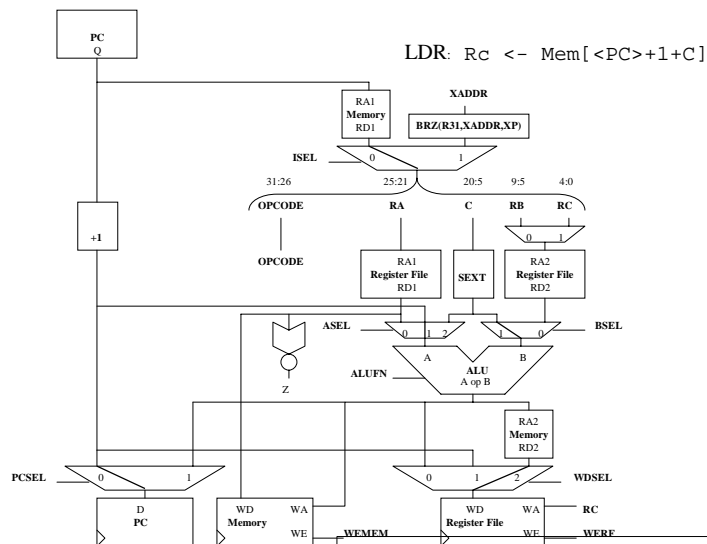 PC
Q
LDR: Rc <- Mem[<PC>+1+C]
XADDR
RA1
Memory
RD1
BRZ(R31,XADDR,XP)
ISEL
0 1
31:26 25:21 20:5 9:5 4:0
OPCODE RA C RB RC
+1
0 1
OPCODE
RA1
Register File
RD1
SEXT
RA2
Register File
RD2
ASEL
0 1 2
1 0
BSEL
Z
A B
ALU
A op B
ALUFN
RA2
Memory
RD2
PCSEL
0 1
0 1 2
WDSEL
D
PC
WD WA
Memory
WE
WEMEM
WD WA
Register File
WE
RC
WERF